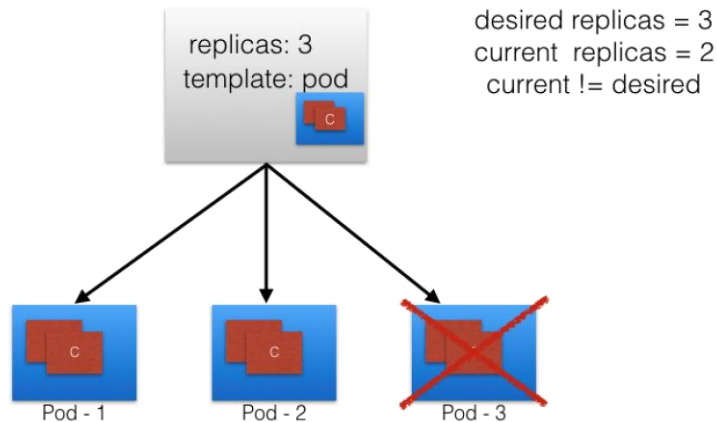 replicas: 3
template: pod
C
desired replicas = 3
current replicas = 2
current != desired
C
C
Pod - 1
Pod - 2
Pod - 3